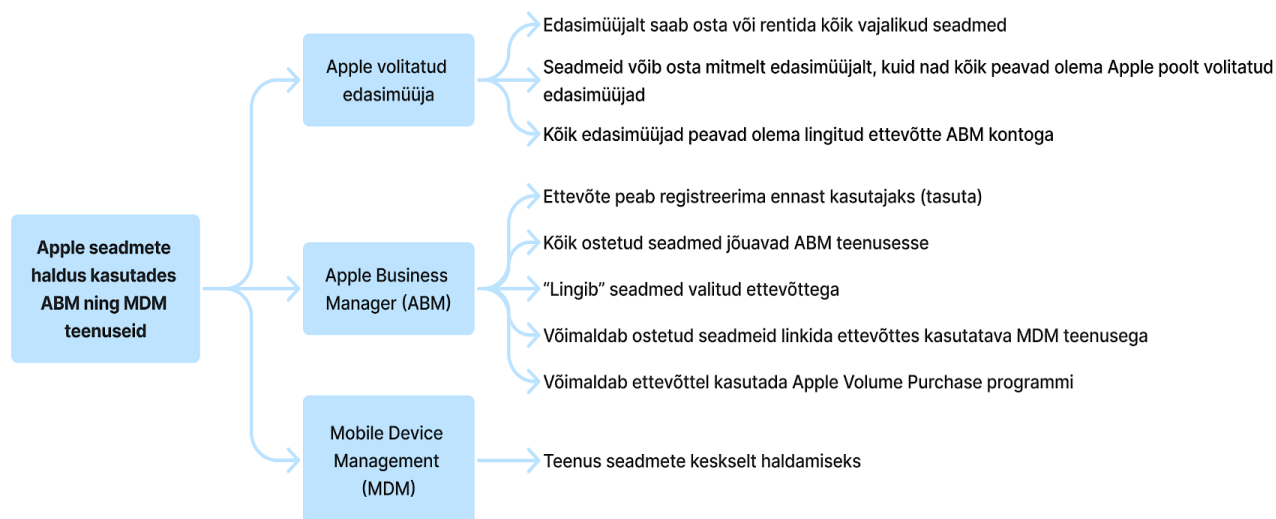 Apple seadmete
haldus kasutades
ABM ning MDM
teenuseid
Apple volitatud
edasimüüja
Edasimüüjalt saab osta või rentida kõik vajalikud seadmed
Seadmeid võib osta mitmelt edasimüüjalt, kuid nad kõik peavad olema Apple poolt volitatud
edasimüüjad
Kõik edasimüüjad peavad olema lingitud ettevõtte ABM kontoga
Apple Business
Manager (ABM)
Ettevõte peab registreerima ennast kasutajaks (tasuta)
Kõik ostetud seadmed jõuavad ABM teenusesse
“Lingib” seadmed valitud ettevõttega
Võimaldab ostetud seadmeid linkida ettevõttes kasutatava MDM teenusega
Võimaldab ettevõttel kasutada Apple Volume Purchase programmi
Mobile Device
Management
(MDM)
Teenus seadmete keskselt haldamiseks